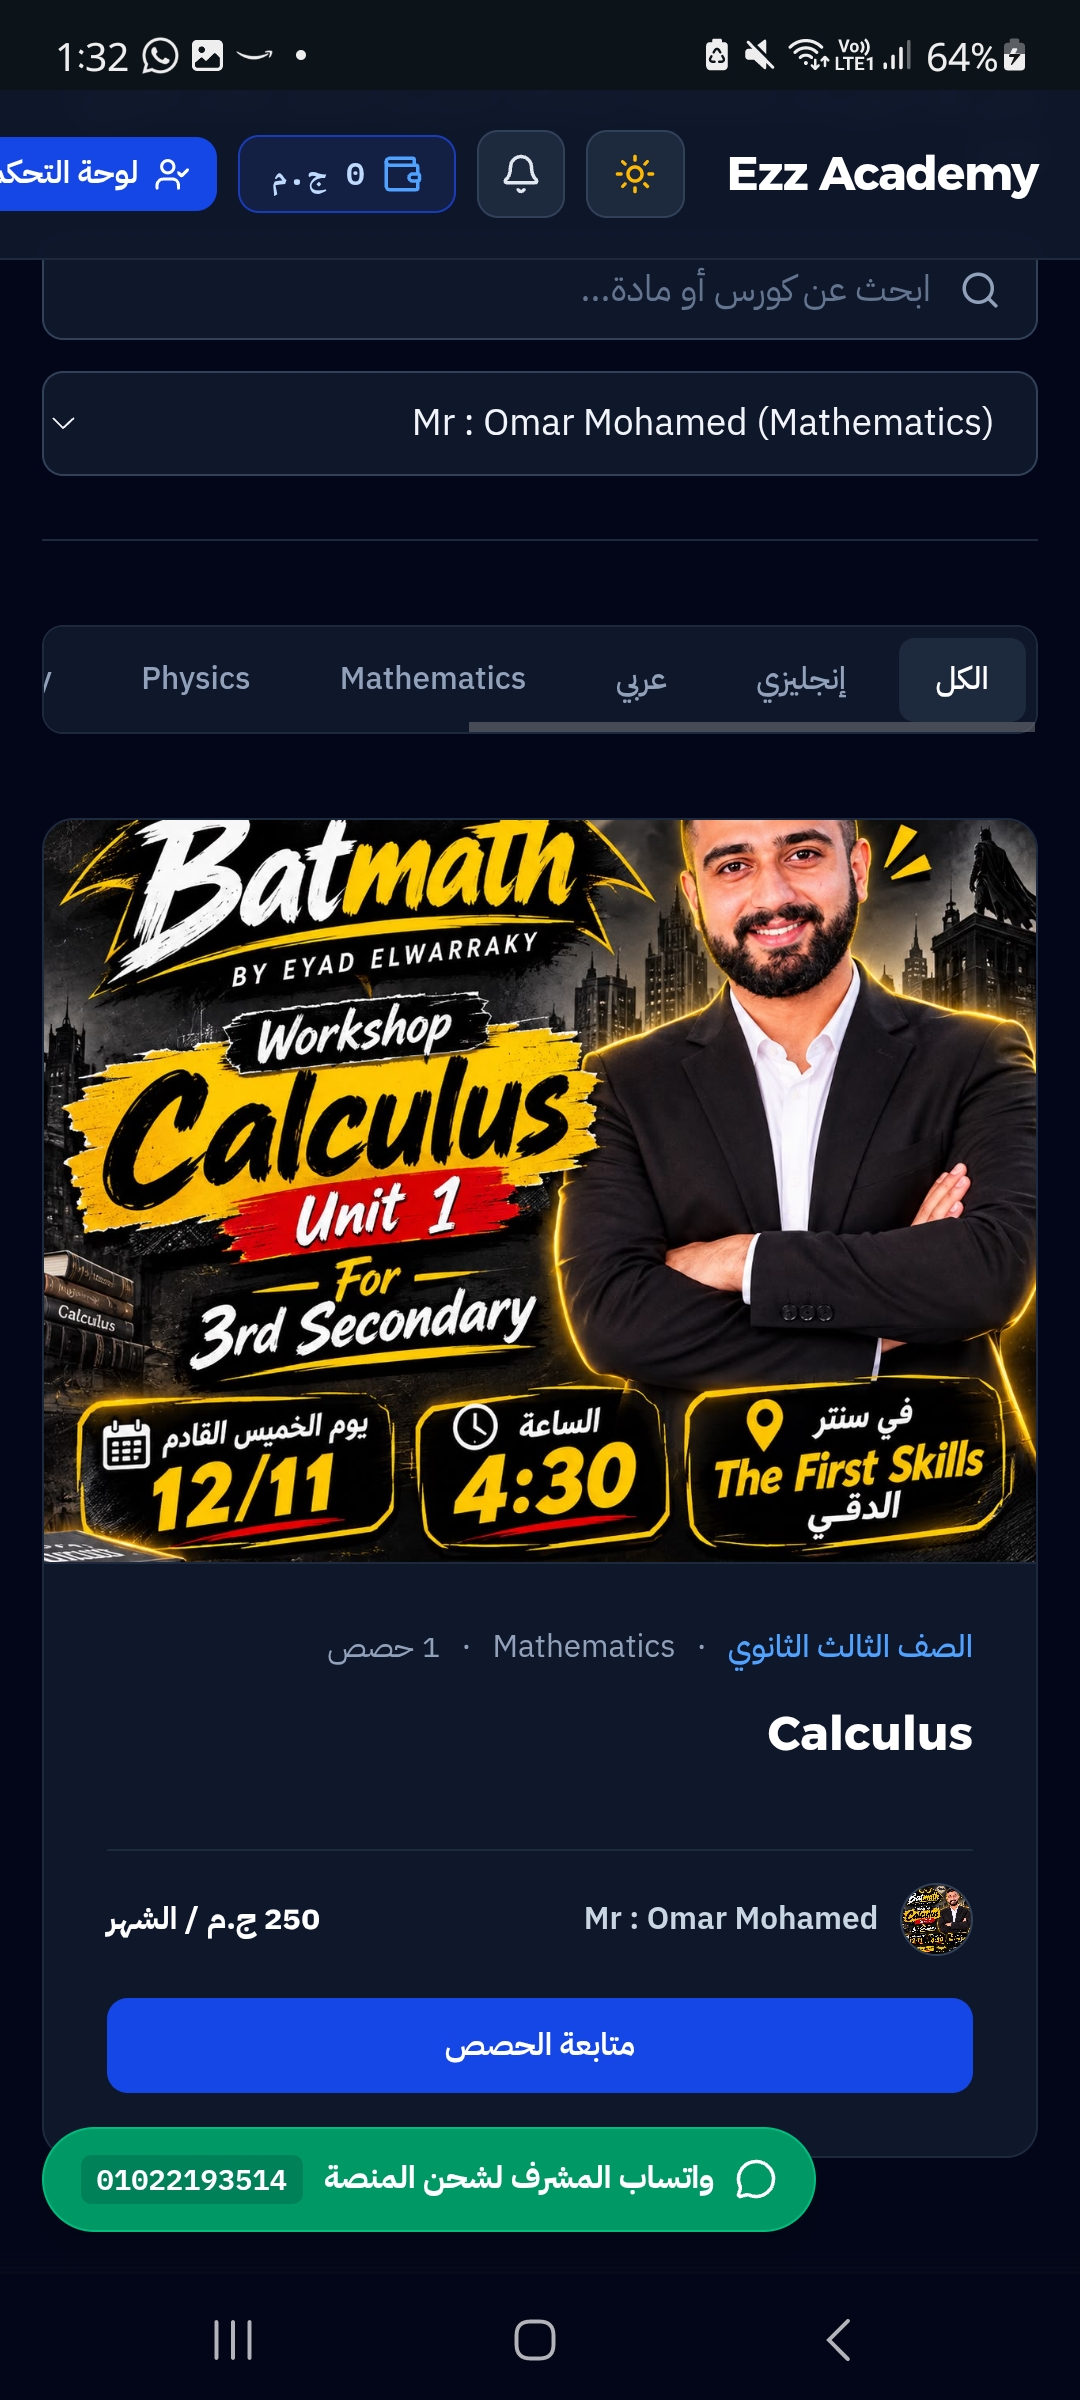 1:32
Vo))
LTE1
64%
Ezz Academy
0 ج.م
لوحة التحكم
ابحث عن كورس أو مادة...
Mr : Omar Mohamed (Mathematics)
الكل
إنجليزي
عربي
Mathematics
Physics
y
Batmath
BY EYAD ELWARRAKY
Workshop
Calculus
Unit 1
For
3rd Secondary
Calculus
يوم الخميس القادم
12/11
الساعة
4:30
في سنتر
The First Skills
الدقي
الصف الثالث الثانوي · Mathematics · 1 حصص
Calculus
Mr : Omar Mohamed
250 ج.م / الشهر
متابعة الحصص
واتساب المشرف لشحن المنصة 01022193514